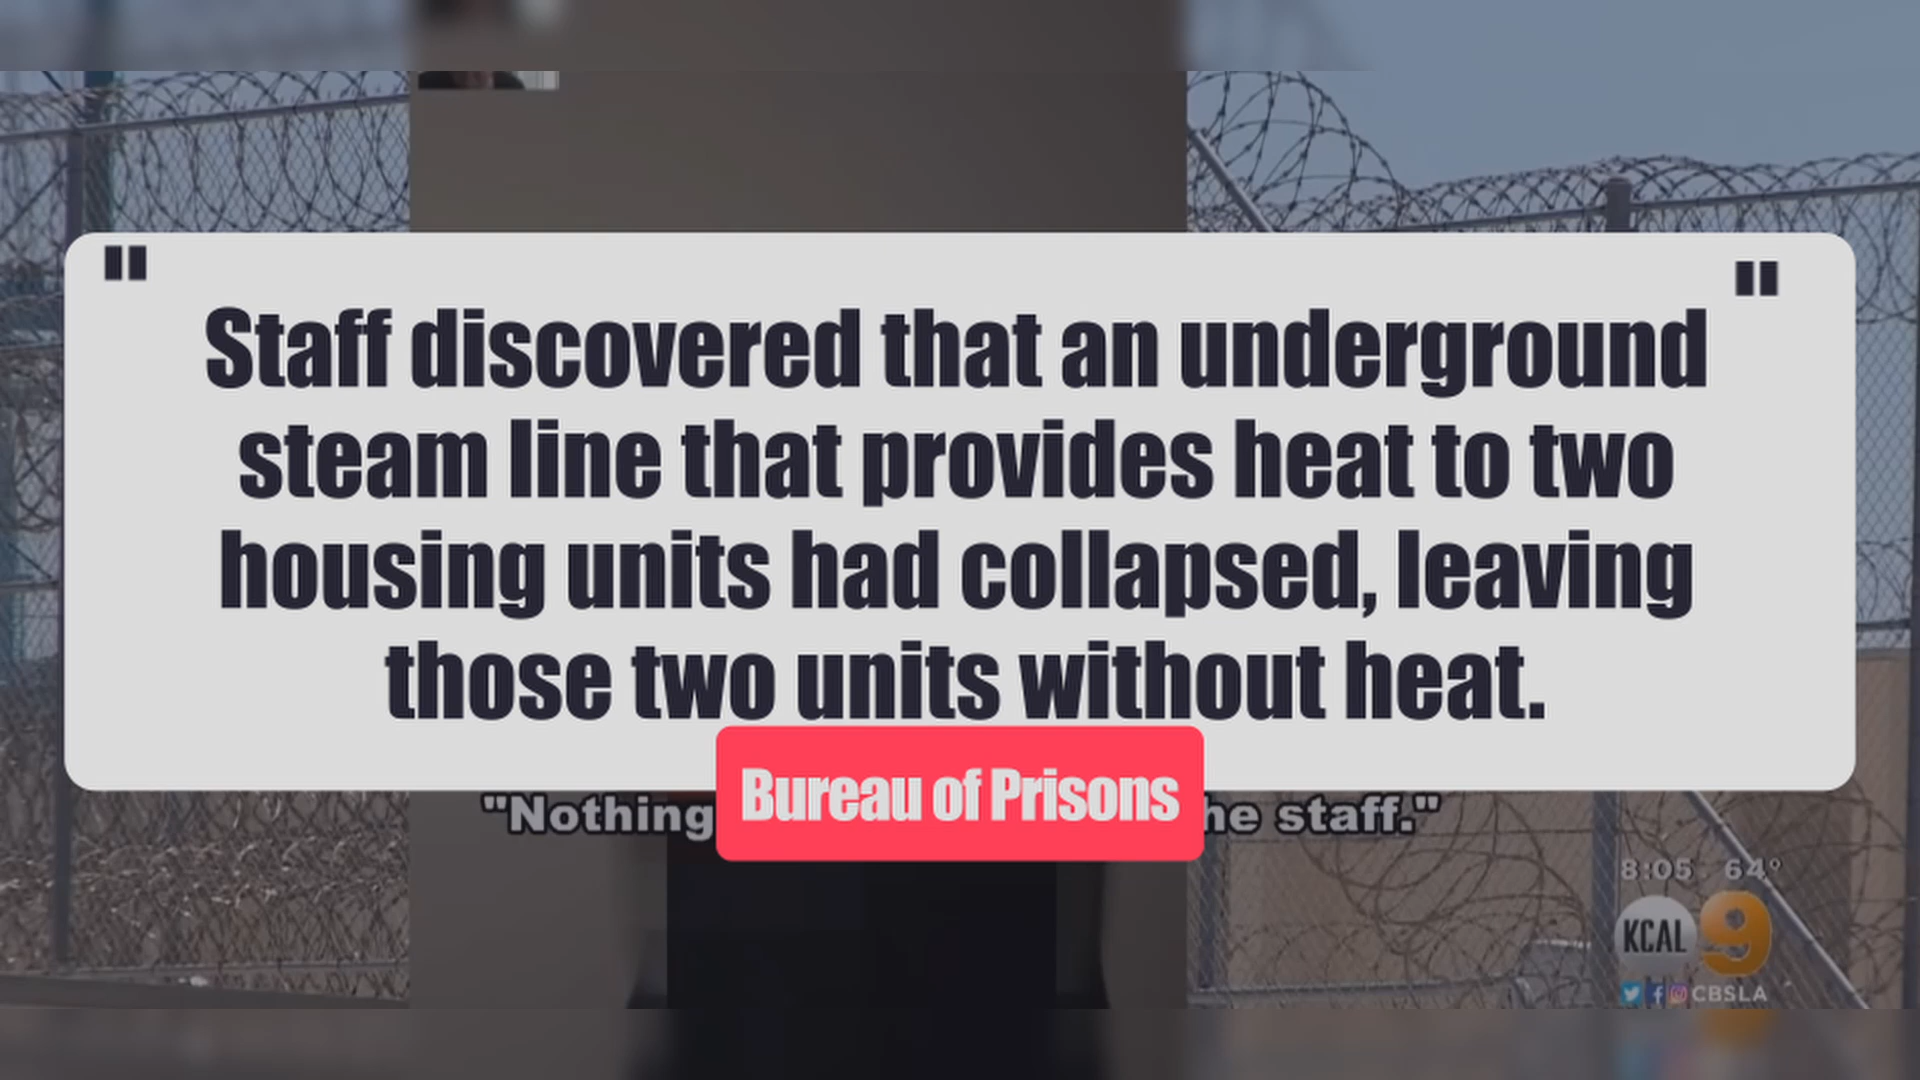 "Staff discovered that an underground"
steam line that provides heat to two
housing units had collapsed, leaving
those two units without heat.
Bureau of Prisons
"Nothing he staff."
8:05 64°
KCAL 9
CBSLA